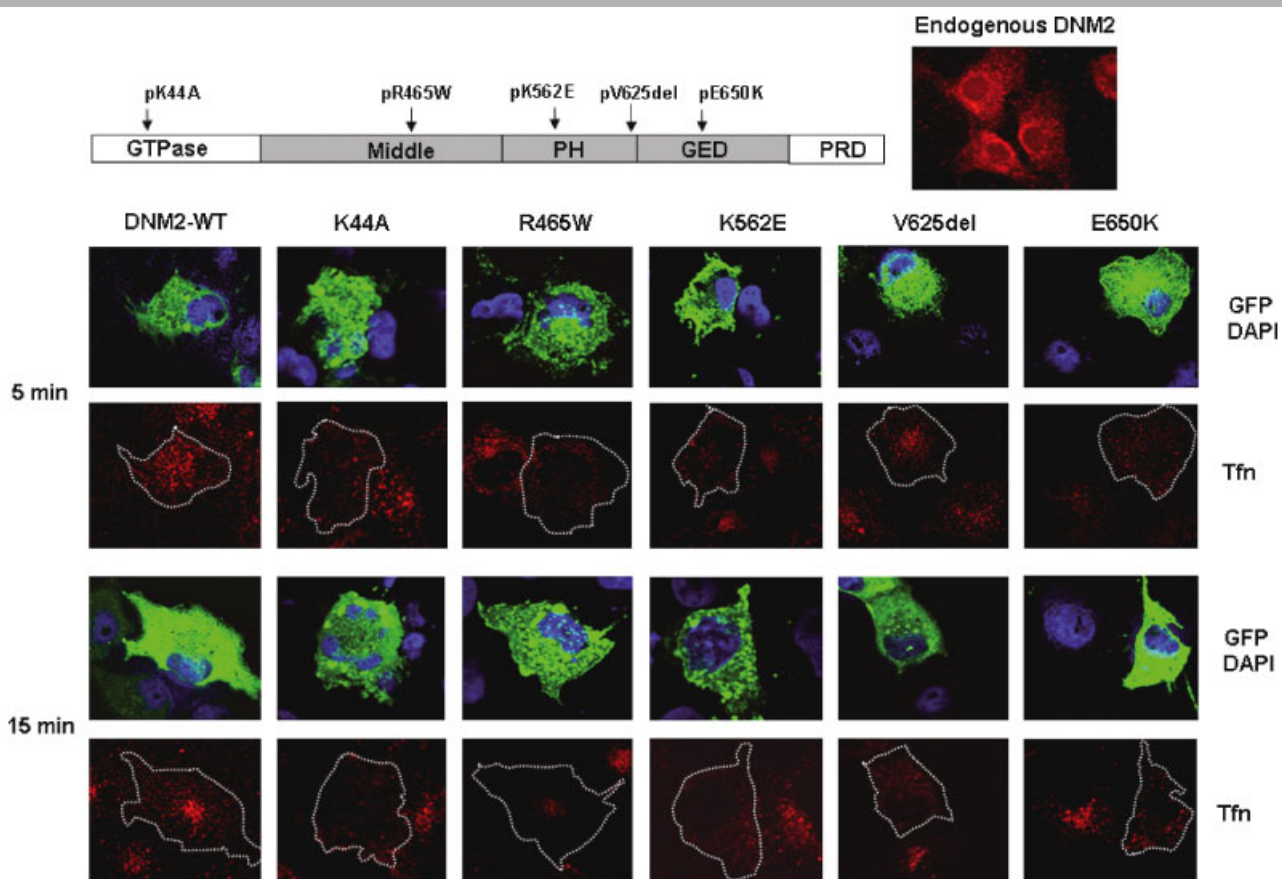 Endogenous DNM2
pK44A pR465W pK562E pV625del pE650K
GTPase Middle PH GED PRD
DNM2-WT K44A R465W K562E V625del E650K
GFP
DAPI
5 min
Tfn
GFP
DAPI
15 min
Tfn